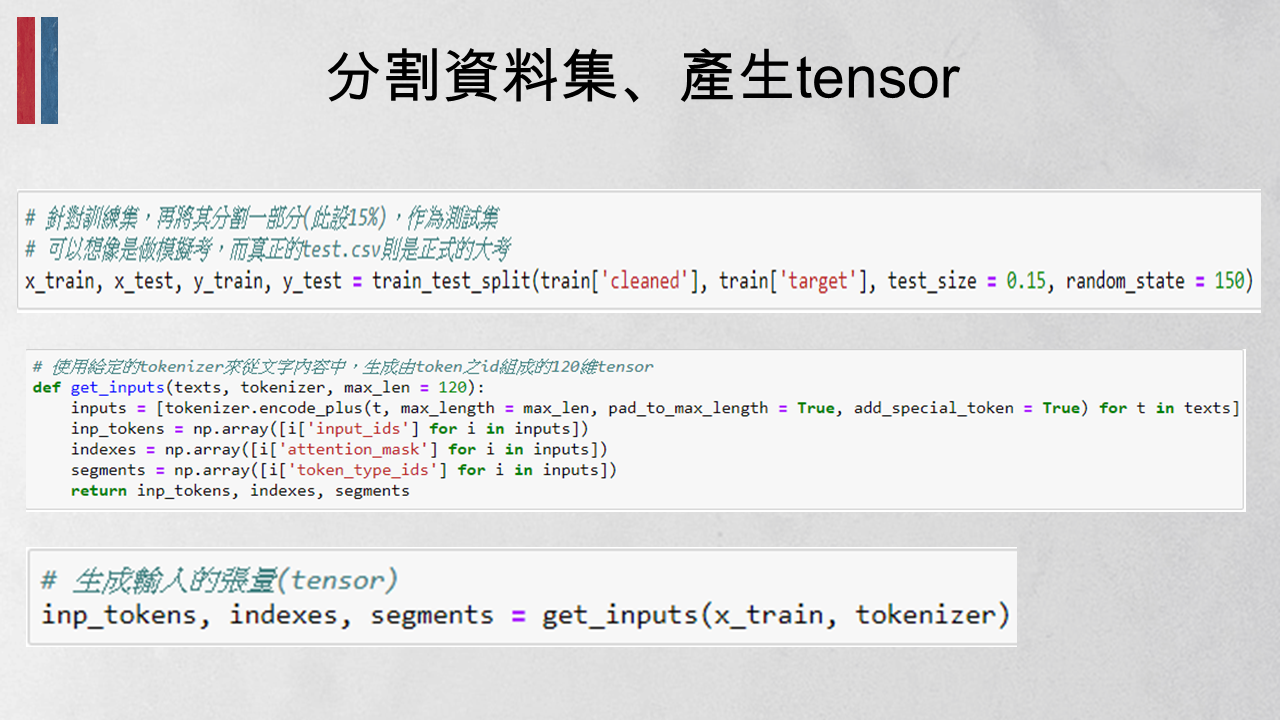 分割資料集、產生tensor
# 針對訓練集，再將其分割一部分(此設15%)，作為測試集
# 可以想像是做模擬考，而真正的test.csv則是正式的大考
x_train, x_test, y_train, y_test = train_test_split(train['cleaned'], train['target'], test_size = 0.15, random_state = 150)
# 使用給定的tokenizer來從文字內容中，生成由token之id組成的120維tensor
def get_inputs(texts, tokenizer, max_len = 120):
    inputs = [tokenizer.encode_plus(t, max_length = max_len, pad_to_max_length = True, add_special_token = True) for t in texts]
    inp_tokens = np.array([i['input_ids'] for i in inputs])
    indexes = np.array([i['attention_mask'] for i in inputs])
    segments = np.array([i['token_type_ids'] for i in inputs])
    return inp_tokens, indexes, segments
# 生成輸入的張量(tensor)
inp_tokens, indexes, segments = get_inputs(x_train, tokenizer)